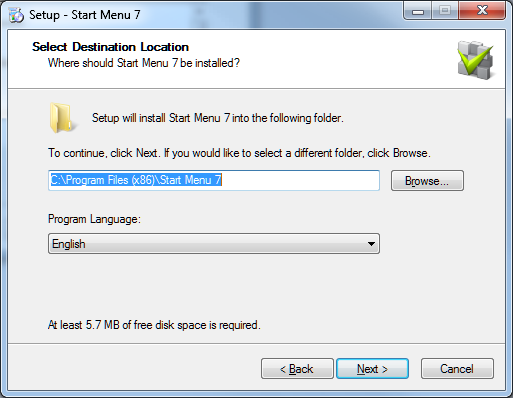 Setup - Start Menu 7
Select Destination Location
Where should Start Menu 7 be installed?
Setup will install Start Menu 7 into the following folder.
To continue, click Next. If you would like to select a different folder, click Browse.
C:\Program Files (x86)\Start Menu 7
Browse...
Program Language:
English
At least 5.7 MB of free disk space is required.
< Back
Next >
Cancel